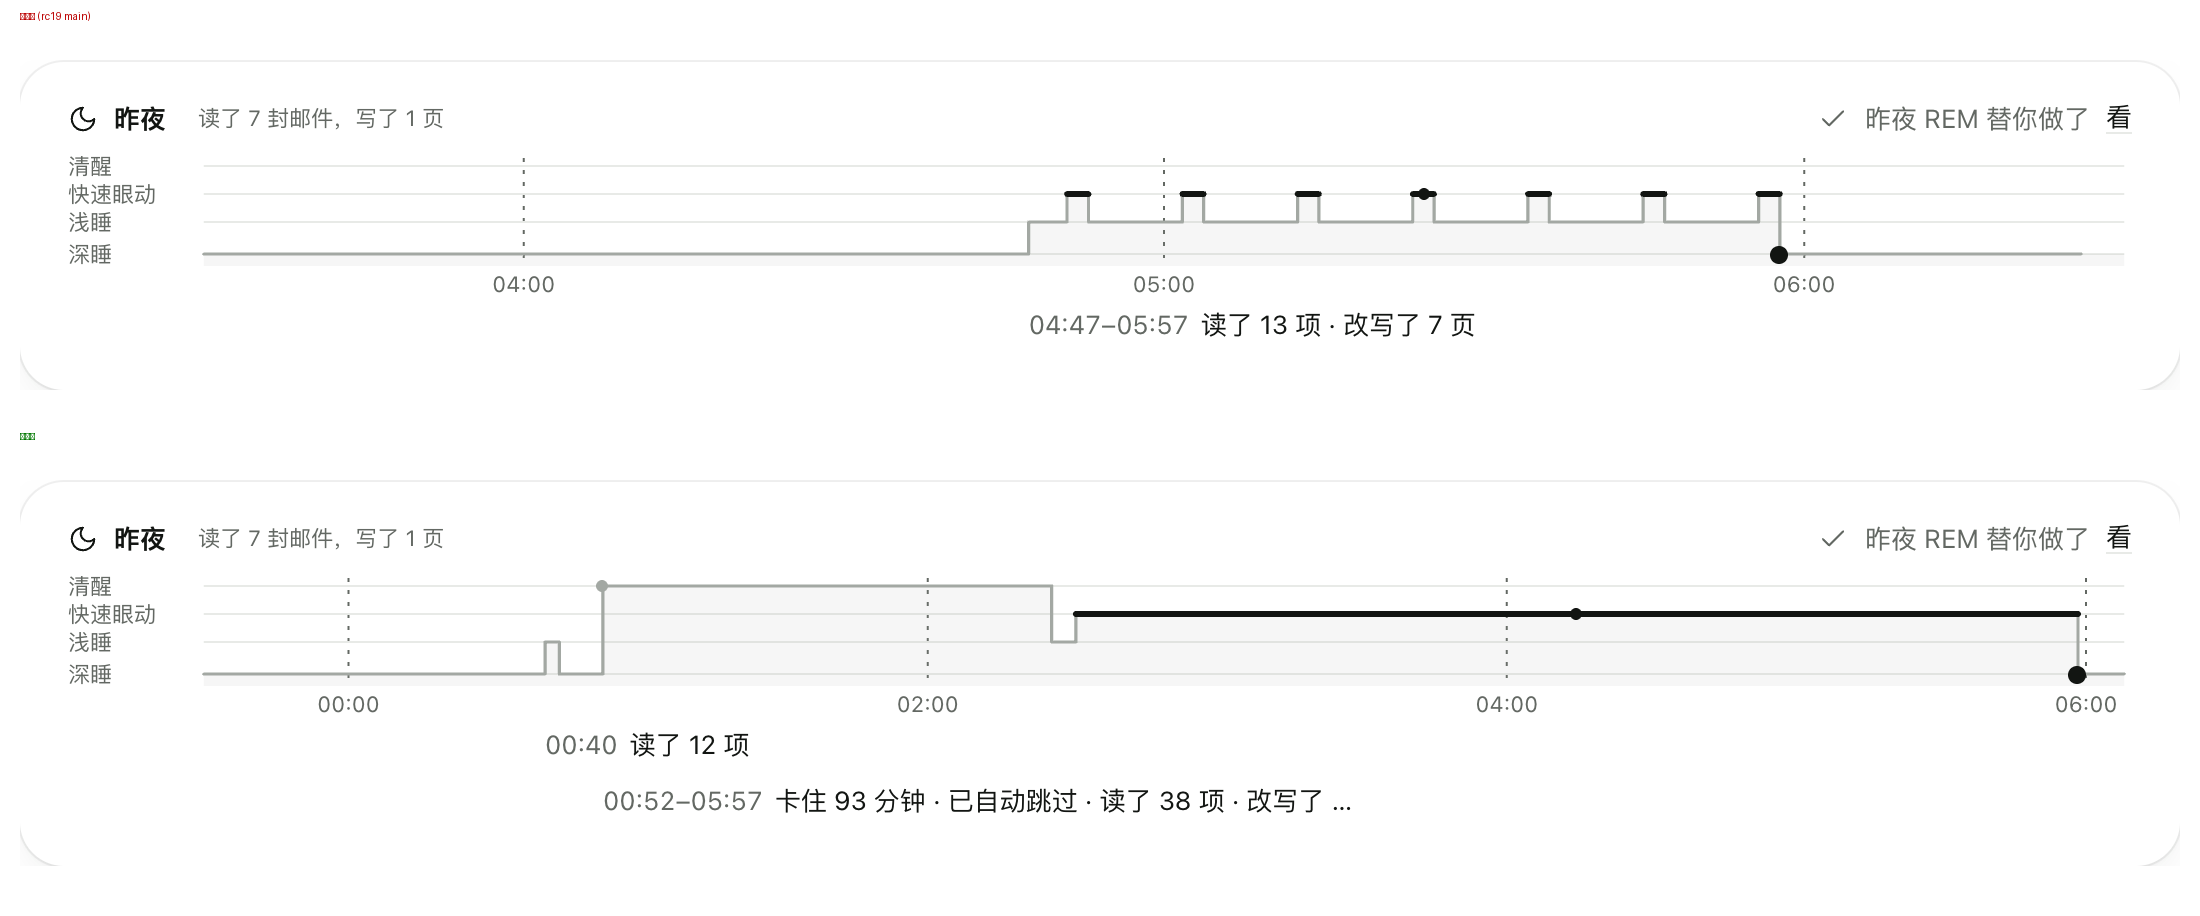 (rc19 main)
昨夜 读了 7 封邮件，写了 1 页 昨夜 REM 替你做了 看
清醒
快速眼动
浅睡
深睡
04:00 05:00 06:00
04:47–05:57 读了 13 项 · 改写了 7 页
昨夜 读了 7 封邮件，写了 1 页 昨夜 REM 替你做了 看
清醒
快速眼动
浅睡
深睡
00:00 02:00 04:00 06:00
00:40 读了 12 项
00:52–05:57 卡住 93 分钟 · 已自动跳过 · 读了 38 项 · 改写了 ...